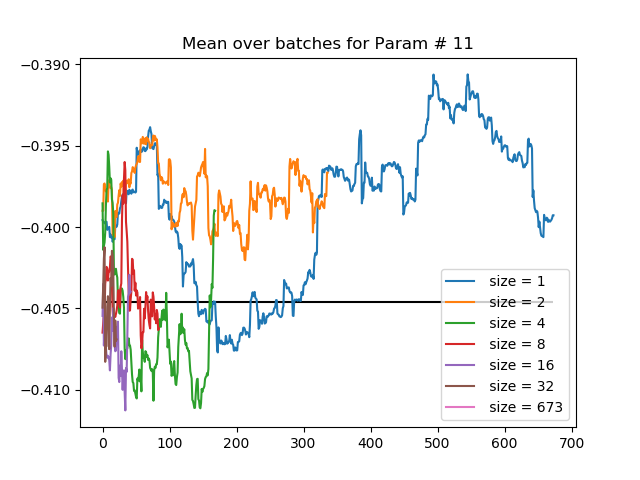 Mean over batches for Param # 11
−0.390
−0.395
−0.400
−0.405
−0.410
0 100 200 300 400 500 600 700
size = 1
size = 2
size = 4
size = 8
size = 16
size = 32
size = 673